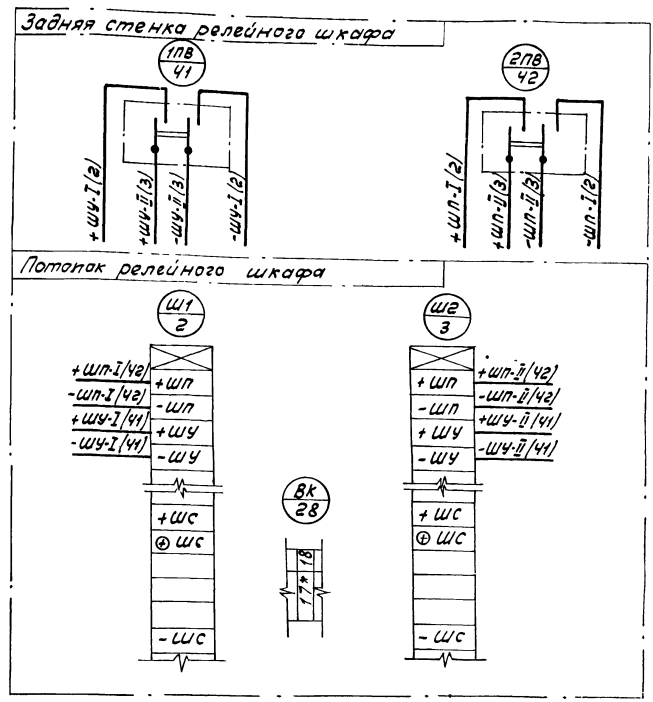 Задняя стенка релейного шкафа
1ПВ
41
2ПВ
42
+ШУ-I(2)
+ШУ-II(3)
-ШУ-II(3)
-ШУ-I(2)
+ШП-I(2)
+ШП-II(3)
-ШП-II(3)
-ШП-I(2)
Потолак релейного шкафа
Ш1
2
Ш2
3
+ШП-I(42)
-ШП-I(42)
+ШУ-I(41)
-ШУ-I(41)
+ШП
-ШП
+ШУ
-ШУ
+ШС
⊕ ШС
-ШС
ВК
28
17* 18
+ШП
-ШП
+ШУ
-ШУ
+ШС
⊕ ШС
-ШС
+ШП-II(42)
-ШП-II(42)
+ШУ-II(41)
-ШУ-II(41)